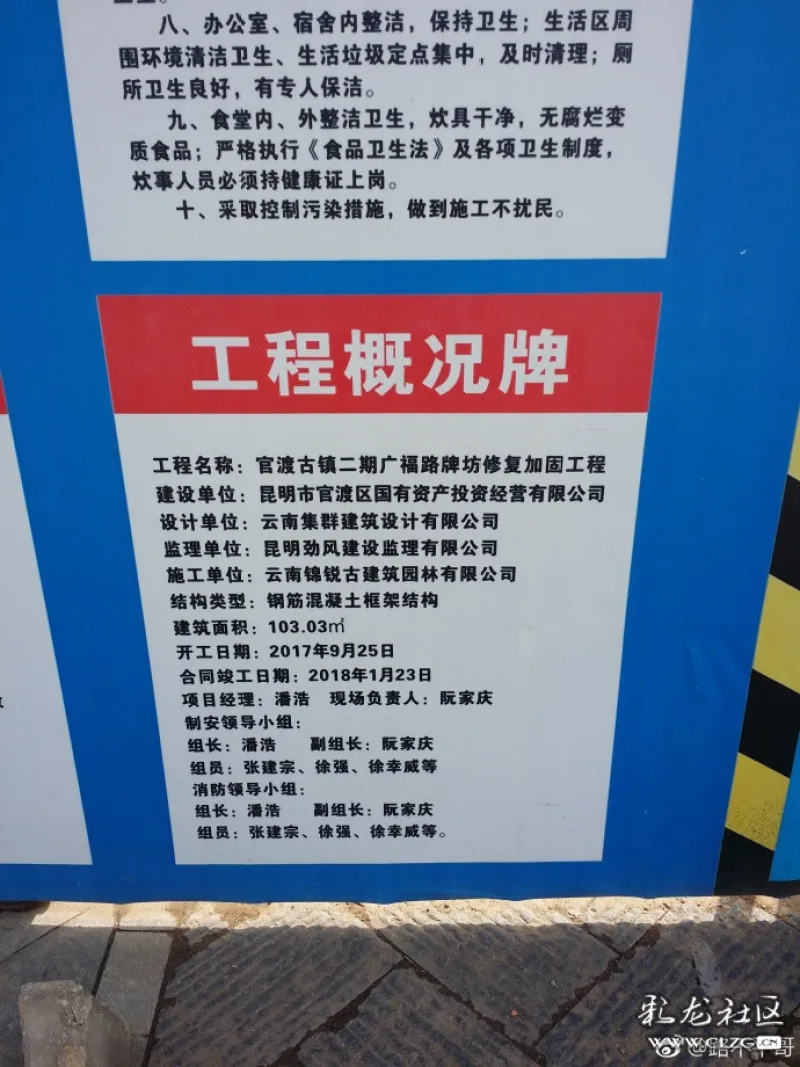 八、办公室、宿舍内整洁，保持卫生；生活区周
围环境清洁卫生、生活垃圾定点集中，及时清理；厕
所卫生良好，有专人保洁。
九、食堂内、外整洁卫生，炊具干净，无腐烂变
质食品；严格执行《食品卫生法》及各项卫生制度，
炊事人员必须持健康证上岗。
十、采取控制污染措施，做到施工不扰民。
工程概况牌
工程名称：官渡古镇二期广福路牌坊修复加固工程
建设单位：昆明市官渡区国有资产投资经营有限公司
设计单位：云南集群建筑设计有限公司
监理单位：昆明劲风建设监理有限公司
施工单位：云南锦锐古建筑园林有限公司
结构类型：钢筋混凝土框架结构
建筑面积：103.03㎡
开工日期：2017年9月25日
合同竣工日期：2018年1月23日
项目经理：潘浩 现场负责人：阮家庆
制安领导小组：
组长：潘浩 副组长：阮家庆
组员：张建宗、徐强、徐幸威等
消防领导小组：
组长：潘浩 副组长：阮家庆
组员：张建宗、徐强、徐幸威等。
彩龙社区